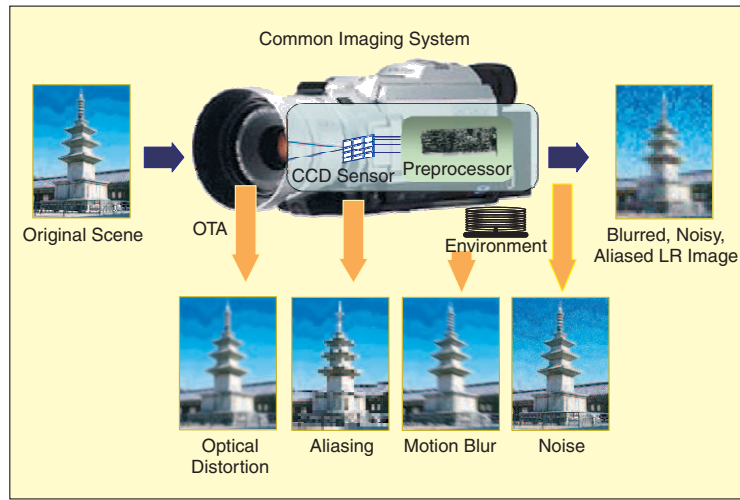 Common Imaging System
CCD Sensor
Preprocessor
Original Scene
OTA
Environment
Blurred, Noisy,
Aliased LR Image
Optical
Distortion
Aliasing
Motion Blur
Noise